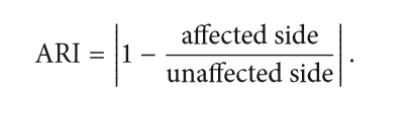 ARI = |1 − affected side / unaffected side|.